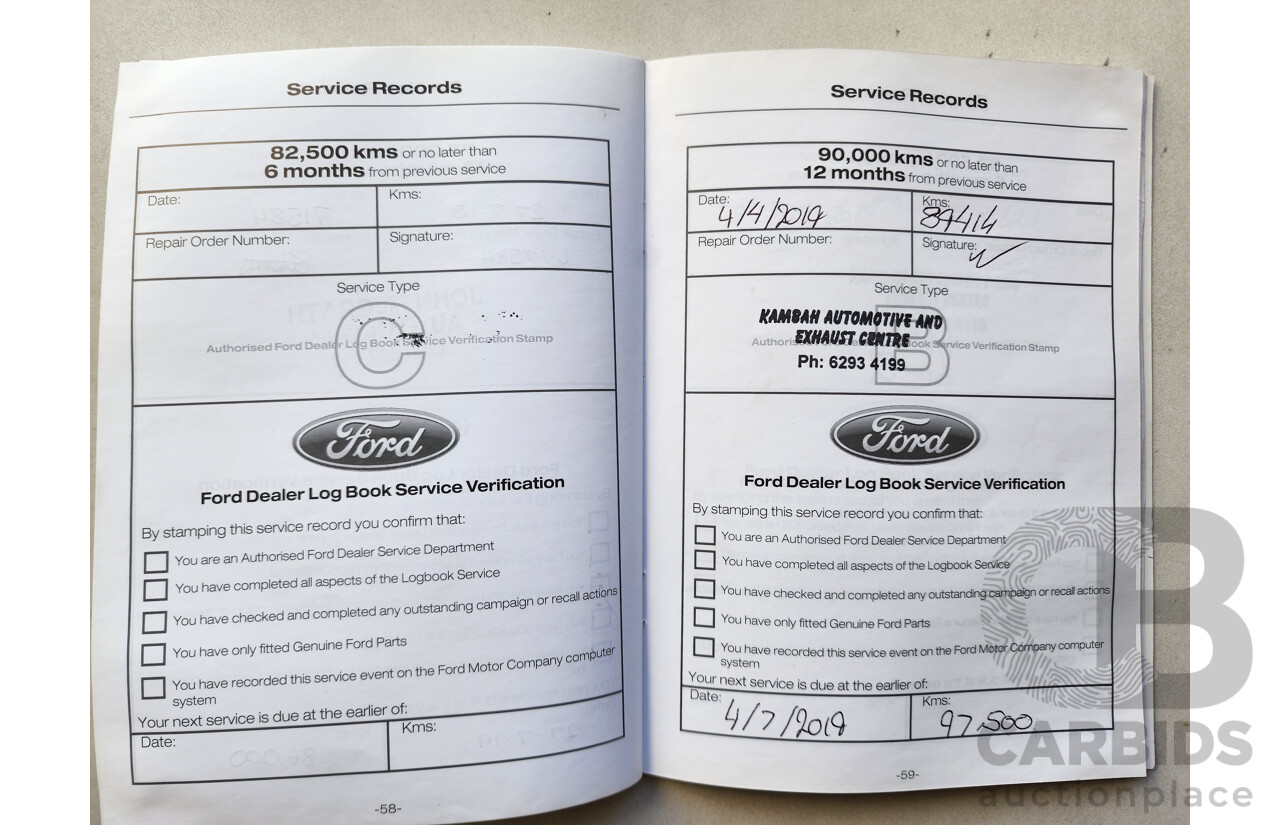 Service Records
82,500 kms or no later than
6 months from previous service
Date:
Kms:
Repair Order Number:
Signature:
Service Type
C
Authorised Ford Dealer Log Book Service Verification Stamp
Ford
Ford Dealer Log Book Service Verification
By stamping this service record you confirm that:
You are an Authorised Ford Dealer Service Department
You have completed all aspects of the Logbook Service
You have checked and completed any outstanding campaign or recall actions
You have only fitted Genuine Ford Parts
You have recorded this service event on the Ford Motor Company computer
system
Your next service is due at the earlier of:
Date:
Kms:
-58-
Service Records
90,000 kms or no later than
12 months from previous service
Date: 4/4/2019
Kms: 89414
Repair Order Number:
Signature:
Service Type
KAMBAH AUTOMOTIVE AND
EXHAUST CENTRE
Ph: 6293 4199
B
Authorised Ford Dealer Log Book Service Verification Stamp
Ford
Ford Dealer Log Book Service Verification
By stamping this service record you confirm that:
You are an Authorised Ford Dealer Service Department
You have completed all aspects of the Logbook Service
You have checked and completed any outstanding campaign or recall actions
You have only fitted Genuine Ford Parts
You have recorded this service event on the Ford Motor Company computer
system
Your next service is due at the earlier of:
Date: 4/7/2019
Kms: 97,500
-59-
CARBIDS
auctionplace